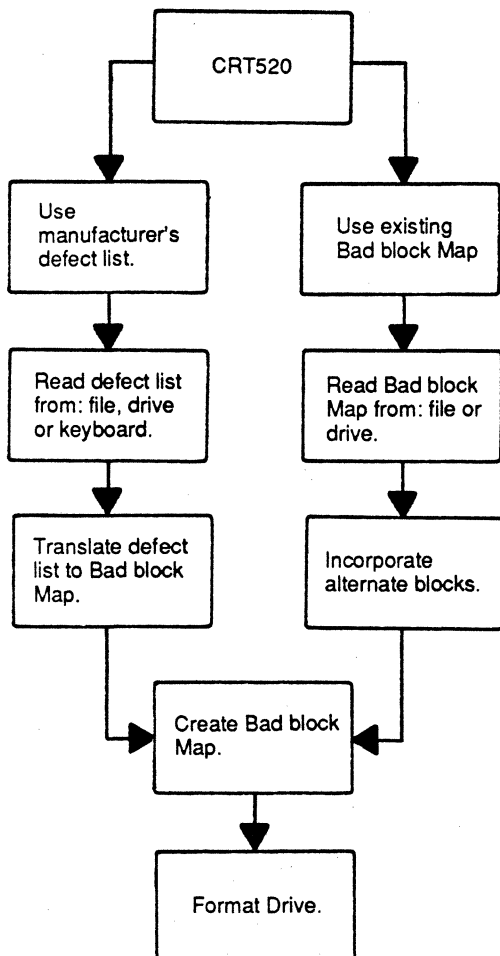 CRT520
Use
manufacturer's
defect list.
Use existing
Bad block Map
Read defect list
from: file, drive
or keyboard.
Read Bad block
Map from: file or
drive.
Translate defect
list to Bad block
Map.
Incorporate
alternate blocks.
Create Bad block
Map.
Format Drive.